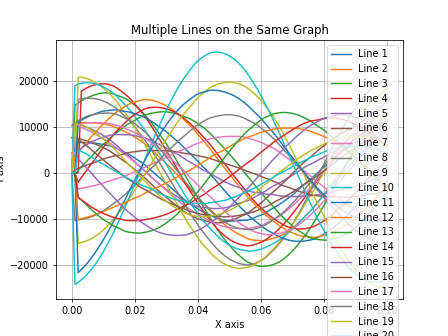 Multiple Lines on the Same Graph
20000
10000
0
−10000
−20000
0.00
0.02
0.04
0.06
0.08
X axis
axis
Line 1
Line 2
Line 3
Line 4
Line 5
Line 6
Line 7
Line 8
Line 9
Line 10
Line 11
Line 12
Line 13
Line 14
Line 15
Line 16
Line 17
Line 18
Line 19
Line 20